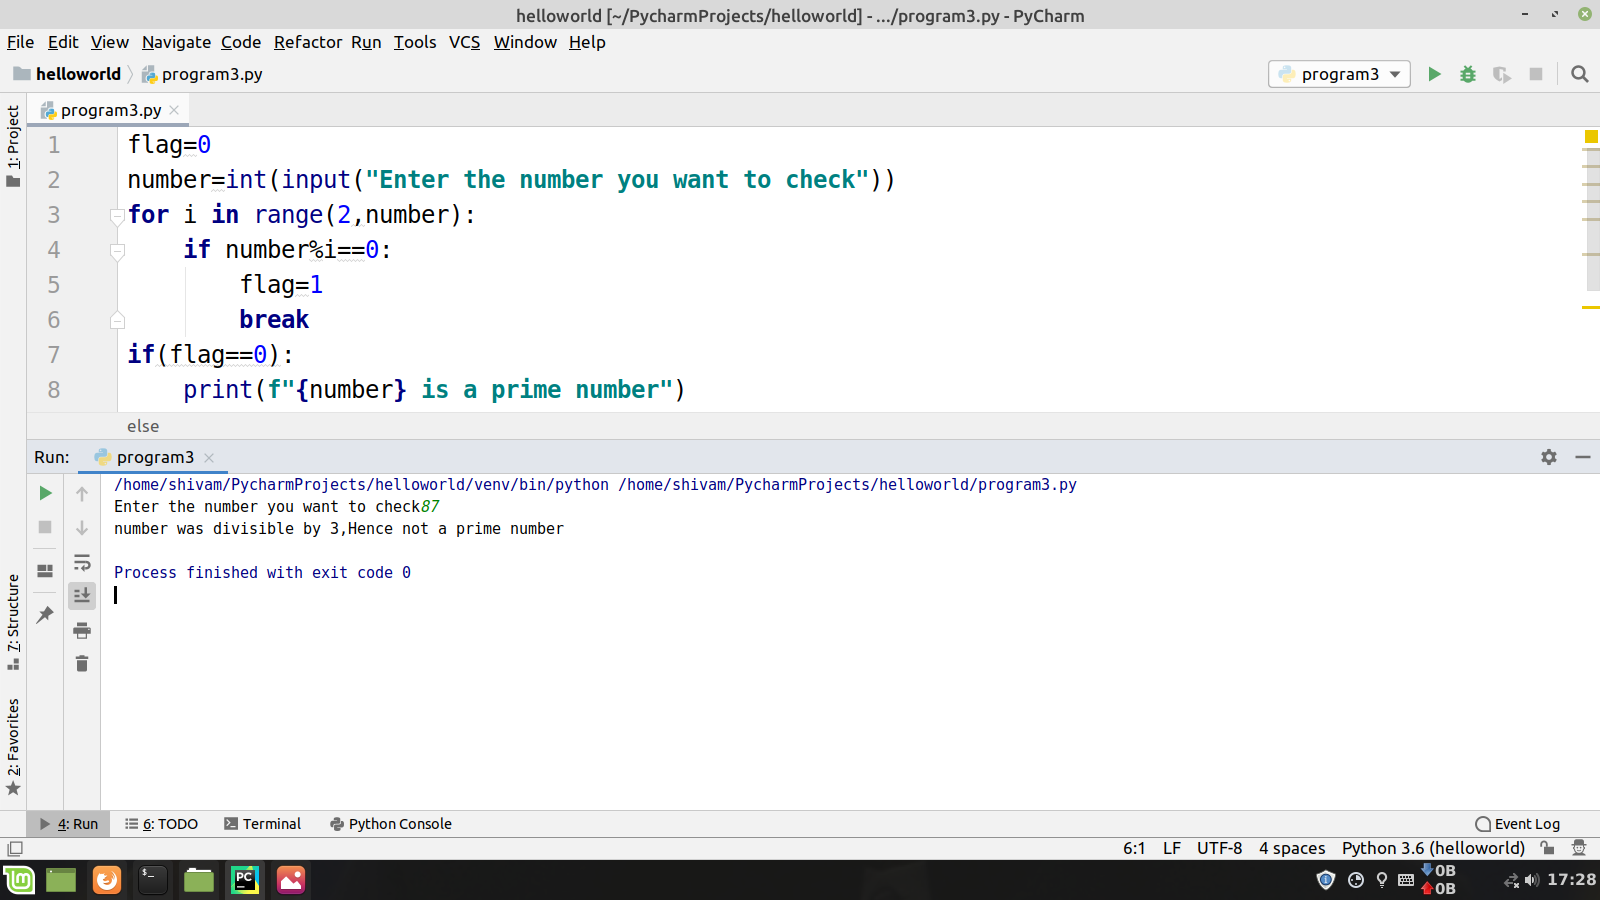 helloworld [~/PycharmProjects/helloworld] - .../program3.py - PyCharm
File Edit View Navigate Code Refactor Run Tools VCS Window Help
helloworld program3.py program3
1: Project
program3.py
1 flag=0
2 number=int(input("Enter the number you want to check"))
3 for i in range(2,number):
4     if number%i==0:
5         flag=1
6         break
7 if(flag==0):
8     print(f"{number} is a prime number")
else
Run: program3
/home/shivam/PycharmProjects/helloworld/venv/bin/python /home/shivam/PycharmProjects/helloworld/program3.py
Enter the number you want to check87
number was divisible by 3,Hence not a prime number
Process finished with exit code 0
7: Structure
2: Favorites
4: Run 6: TODO Terminal Python Console Event Log
6:1 LF UTF-8 4 spaces Python 3.6 (helloworld)
PC
0B
0B
17:28